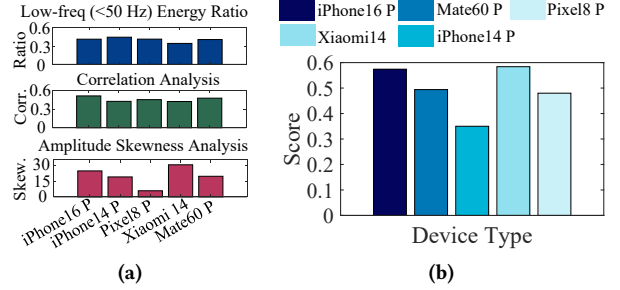 Low-freq (<50 Hz) Energy Ratio
0.6
0.3
0
Ratio
Correlation Analysis
0.6
0.3
0
Corr.
Amplitude Skewness Analysis
30
15
0
Skew.
iPhone16 P
iPhone14 P
Pixel8 P
Xiaomi 14
Mate60 P
(a)
iPhone16 P
Mate60 P
Pixel8 P
Xiaomi14
iPhone14 P
0.6
0.5
0.4
0.3
0.2
0.1
0
Score
Device Type
(b)